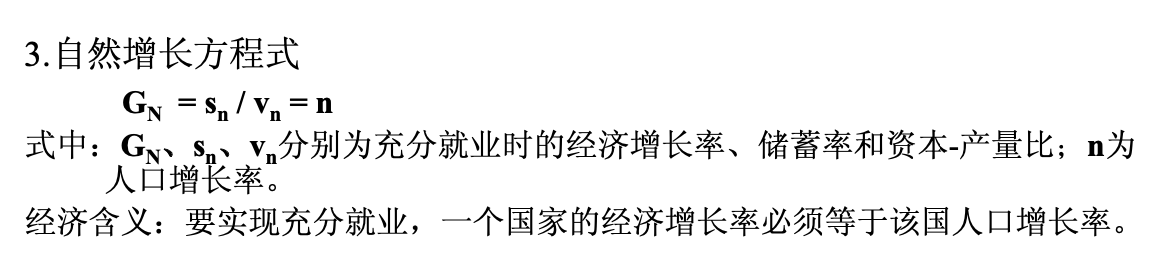 3.自然增长方程式
G_N = s_n / v_n = n
式中：G_N、s_n、v_n分别为充分就业时的经济增长率、储蓄率和资本-产量比；n为
人口增长率。
经济含义：要实现充分就业，一个国家的经济增长率必须等于该国人口增长率。